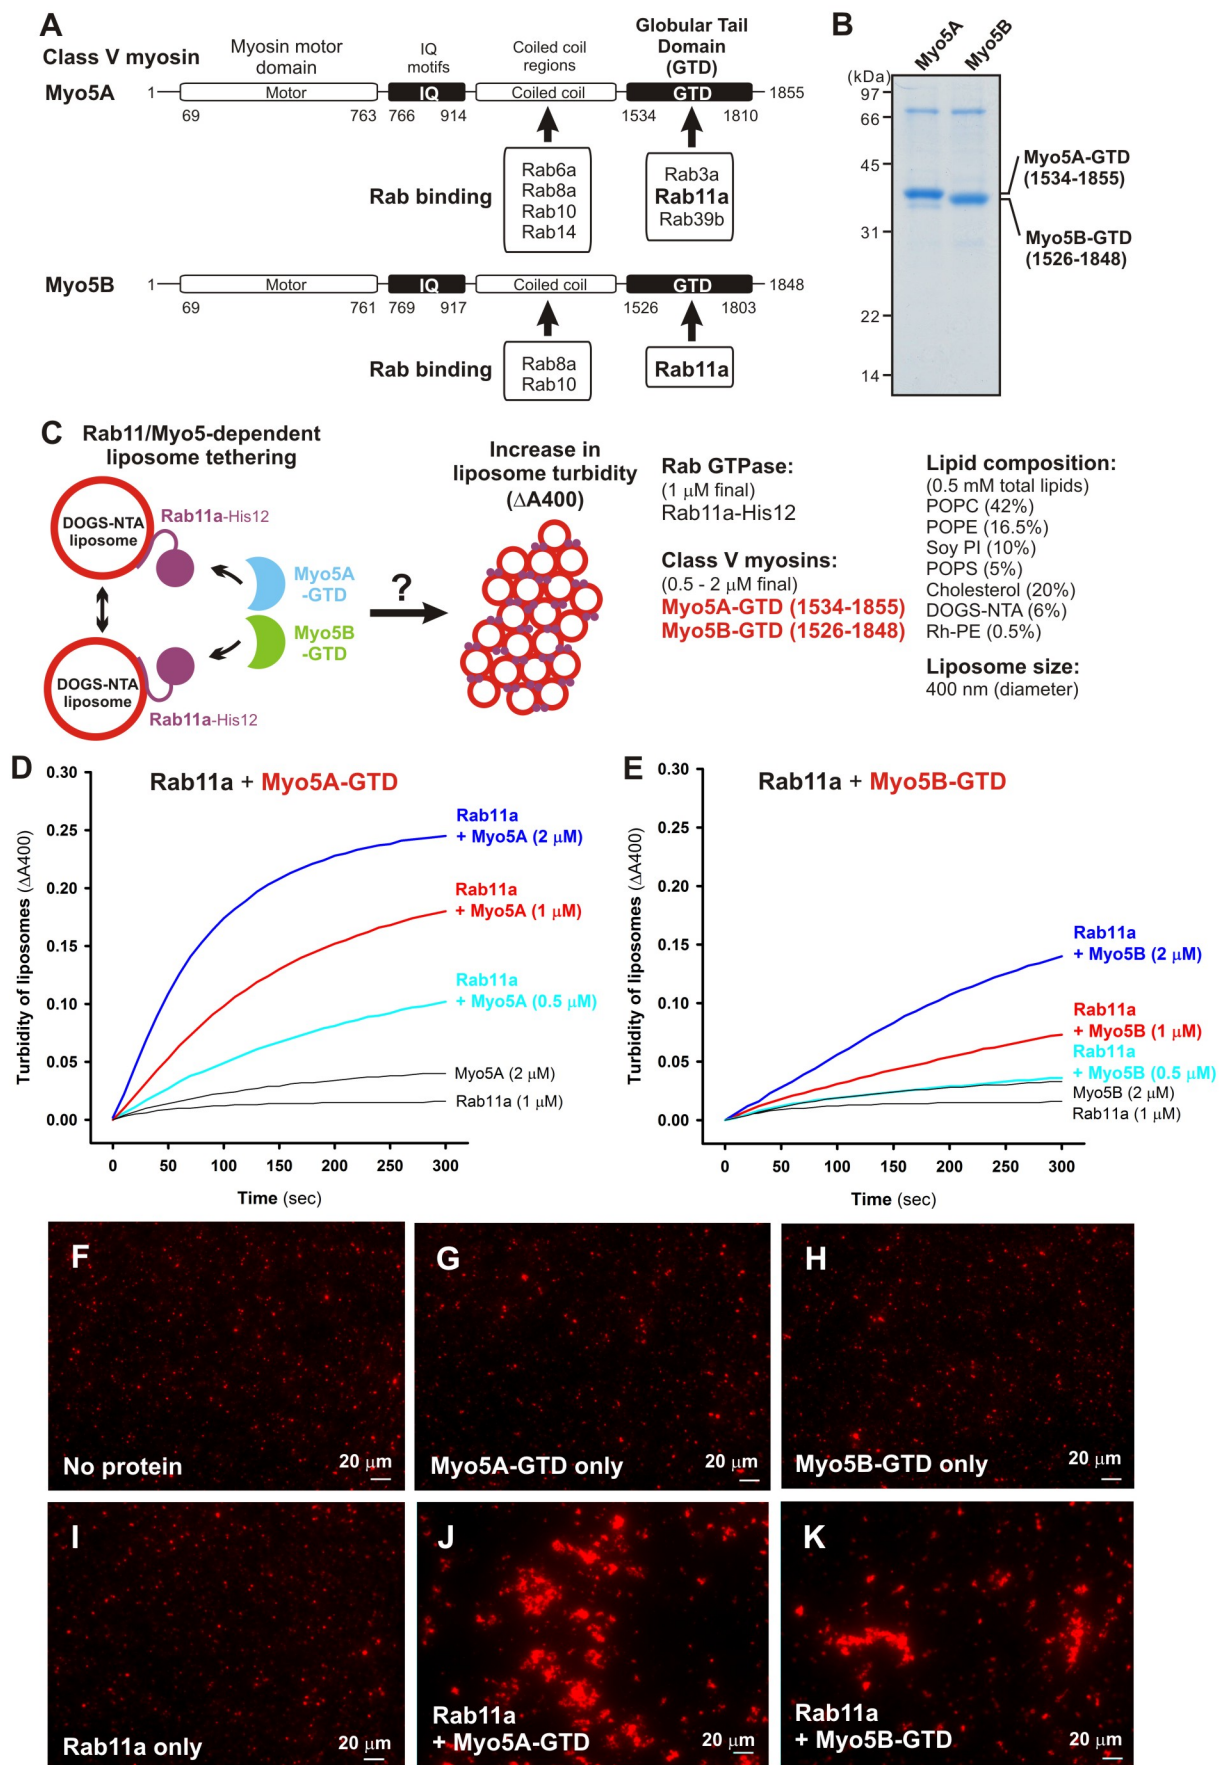 A
Class V myosin
Myosin motor
domain
IQ
motifs
Coiled coil
regions
Globular Tail
Domain
(GTD)
Myo5A
1
Motor
IQ
Coiled coil
GTD
1855
69
763
766
914
1534
1810
Rab binding
Rab6a
Rab8a
Rab10
Rab14
Rab3a
Rab11a
Rab39b
Myo5B
1
Motor
IQ
Coiled coil
GTD
1848
69
761
769
917
1526
1803
Rab binding
Rab8a
Rab10
Rab11a
B
Myo5A
Myo5B
(kDa)
97
66
45
31
22
14
Myo5A-GTD
(1534-1855)
Myo5B-GTD
(1526-1848)
C
Rab11/Myo5-dependent
liposome tethering
DOGS-NTA
liposome
Rab11a-His12
Myo5A
-GTD
Myo5B
-GTD
DOGS-NTA
liposome
Rab11a-His12
?
Increase in
liposome turbidity
(ΔA400)
Rab GTPase:
(1 μM final)
Rab11a-His12
Class V myosins:
(0.5 - 2 μM final)
Myo5A-GTD (1534-1855)
Myo5B-GTD (1526-1848)
Lipid composition:
(0.5 mM total lipids)
POPC (42%)
POPE (16.5%)
Soy PI (10%)
POPS (5%)
Cholesterol (20%)
DOGS-NTA (6%)
Rh-PE (0.5%)
Liposome size:
400 nm (diameter)
D
Rab11a + Myo5A-GTD
Turbidity of liposomes (ΔA400)
0.30
0.25
0.20
0.15
0.10
0.05
0.00
Rab11a
+ Myo5A (2 μM)
Rab11a
+ Myo5A (1 μM)
Rab11a
+ Myo5A (0.5 μM)
Myo5A (2 μM)
Rab11a (1 μM)
0 50 100 150 200 250 300
Time (sec)
E
Rab11a + Myo5B-GTD
Turbidity of liposomes (ΔA400)
0.30
0.25
0.20
0.15
0.10
0.05
0.00
Rab11a
+ Myo5B (2 μM)
Rab11a
+ Myo5B (1 μM)
Rab11a
+ Myo5B (0.5 μM)
Myo5B (2 μM)
Rab11a (1 μM)
0 50 100 150 200 250 300
Time (sec)
F
No protein
20 μm
G
Myo5A-GTD only
20 μm
H
Myo5B-GTD only
20 μm
I
Rab11a only
20 μm
J
Rab11a
+ Myo5A-GTD
20 μm
K
Rab11a
+ Myo5B-GTD
20 μm